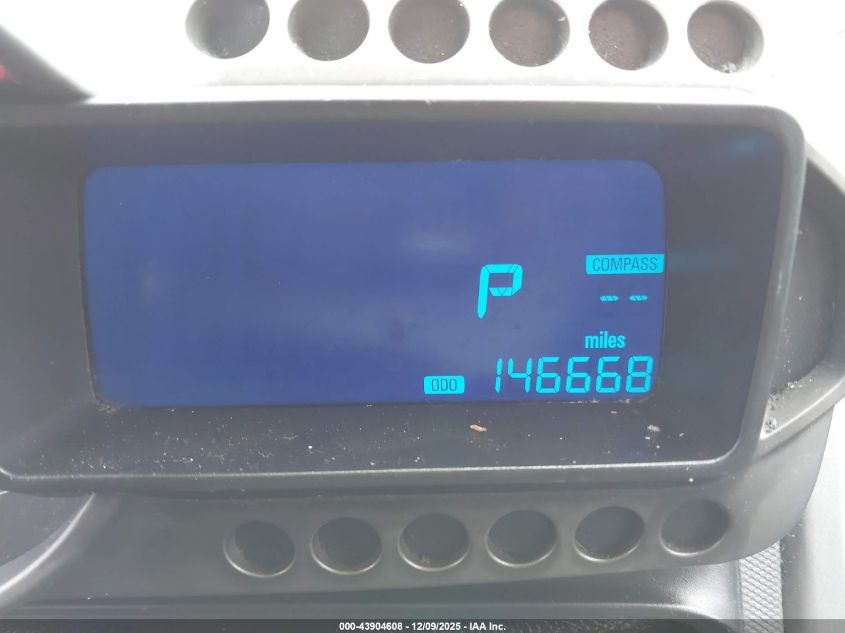 P
COMPASS
--
miles
ODO 146668
000-43904608 - 12/09/2025 - IAA Inc.